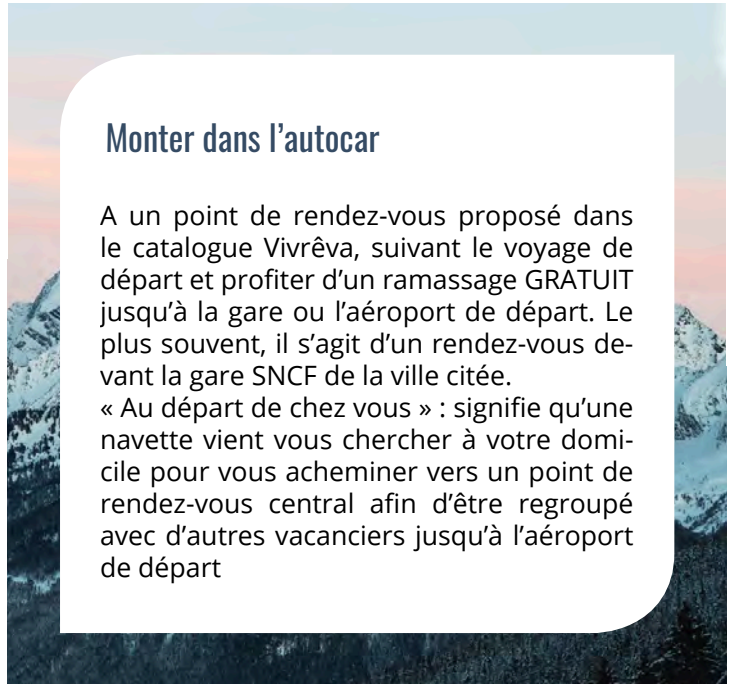 Monter dans l’autocar
A un point de rendez-vous proposé dans
le catalogue Vivrêva, suivant le voyage de
départ et profiter d’un ramassage GRATUIT
jusqu’à la gare ou l’aéroport de départ. Le
plus souvent, il s’agit d’un rendez-vous de-
vant la gare SNCF de la ville citée.
« Au départ de chez vous » : signifie qu’une
navette vient vous chercher à votre domi-
cile pour vous acheminer vers un point de
rendez-vous central afin d’être regroupé
avec d’autres vacanciers jusqu’à l’aéroport
de départ